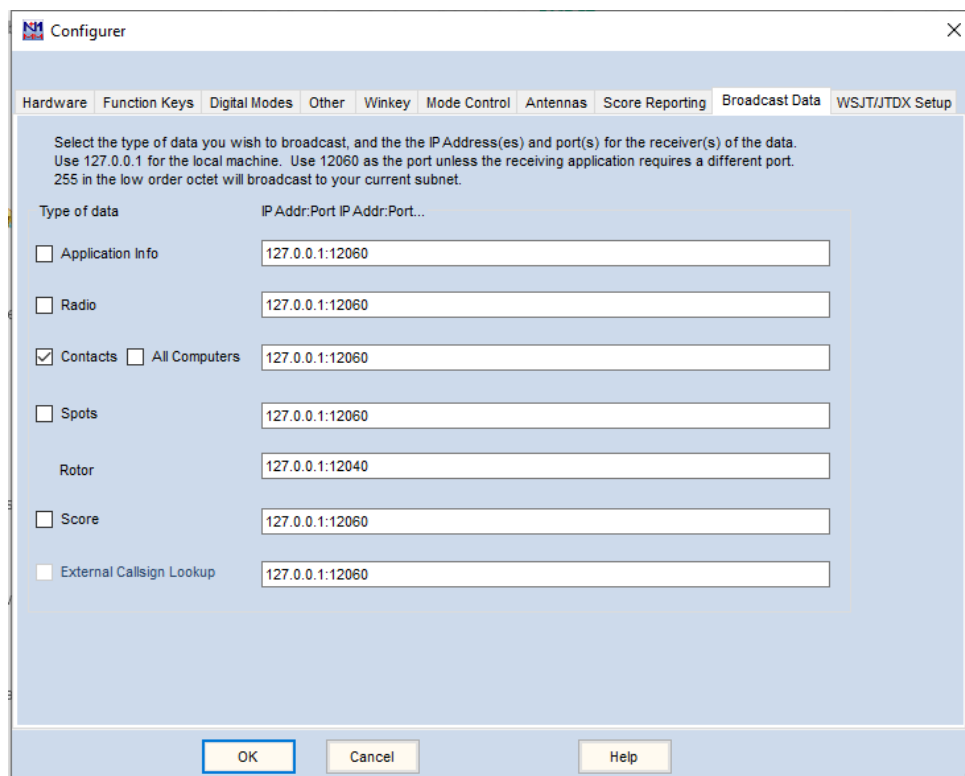 N1
MM
Configurer
Hardware Function Keys Digital Modes Other Winkey Mode Control Antennas Score Reporting Broadcast Data WSJT/JTDX Setup
Select the type of data you wish to broadcast, and the the IP Address(es) and port(s) for the receiver(s) of the data.
Use 127.0.0.1 for the local machine. Use 12060 as the port unless the receiving application requires a different port.
255 in the low order octet will broadcast to your current subnet.
Type of data IP Addr:Port IP Addr:Port...
Application Info 127.0.0.1:12060
Radio 127.0.0.1:12060
Contacts All Computers 127.0.0.1:12060
Spots 127.0.0.1:12060
Rotor 127.0.0.1:12040
Score 127.0.0.1:12060
External Callsign Lookup 127.0.0.1:12060
OK Cancel Help